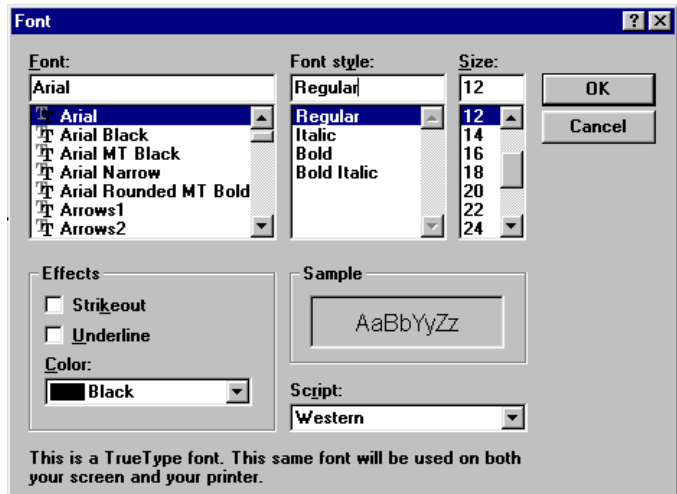 Font
Font:
Arial
Arial
Arial Black
Arial MT Black
Arial Narrow
Arial Rounded MT Bold
Arrows1
Arrows2
Font style:
Regular
Regular
Italic
Bold
Bold Italic
Size:
12
12
14
16
18
20
22
24
OK
Cancel
Effects
Strikeout
Underline
Color:
Black
Sample
AaBbYyZz
Script:
Western
This is a TrueType font. This same font will be used on both
your screen and your printer.